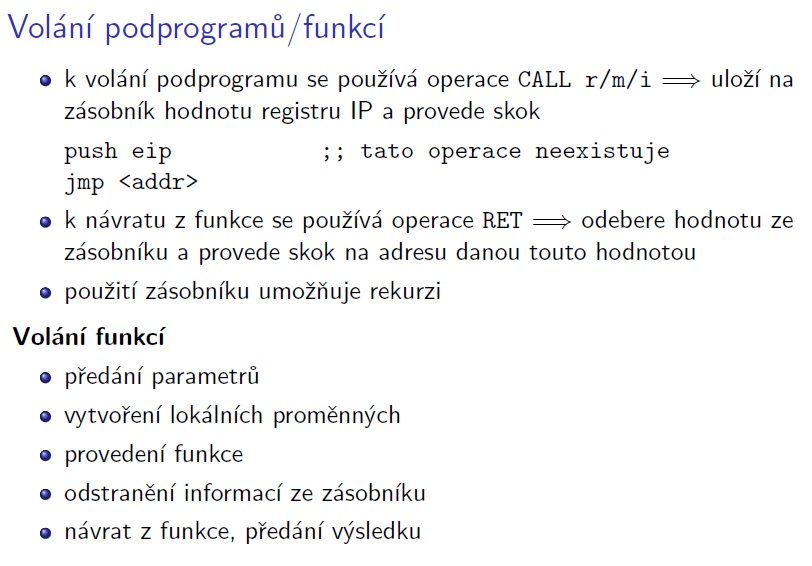 Volání podprogramů/funkcí
k volání podprogramu se používá operace CALL r/m/i ⟹ uloží na
zásobník hodnotu registru IP a provede skok
push eip ;; tato operace neexistuje
jmp <addr>
k návratu z funkce se používá operace RET ⟹ odebere hodnotu ze
zásobníku a provede skok na adresu danou touto hodnotou
použití zásobníku umožňuje rekurzi
Volání funkcí
předání parametrů
vytvoření lokálních proměnných
provedení funkce
odstranění informací ze zásobníku
návrat z funkce, předání výsledku